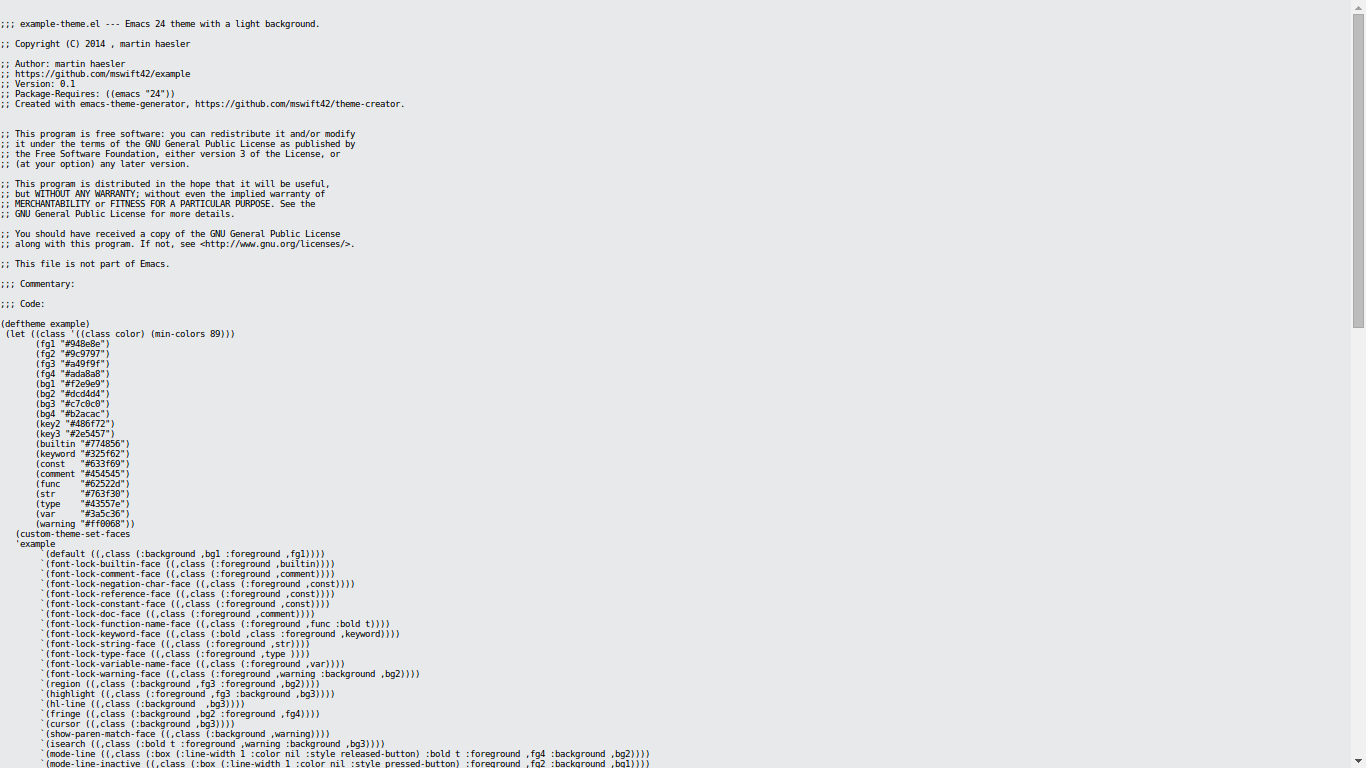 ;;; example-theme.el --- Emacs 24 theme with a light background.

;; Copyright (C) 2014 , martin haesler

;; Author: martin haesler
;; https://github.com/mswift42/example
;; Version: 0.1
;; Package-Requires: ((emacs "24"))
;; Created with emacs-theme-generator, https://github.com/mswift42/theme-creator.


;; This program is free software: you can redistribute it and/or modify
;; it under the terms of the GNU General Public License as published by
;; the Free Software Foundation, either version 3 of the License, or
;; (at your option) any later version.

;; This program is distributed in the hope that it will be useful,
;; but WITHOUT ANY WARRANTY; without even the implied warranty of
;; MERCHANTABILITY or FITNESS FOR A PARTICULAR PURPOSE. See the
;; GNU General Public License for more details.

;; You should have received a copy of the GNU General Public License
;; along with this program. If not, see <http://www.gnu.org/licenses/>.

;; This file is not part of Emacs.

;;; Commentary:

;;; Code:

(deftheme example)
 (let ((class '((class color) (min-colors 89)))
       (fg1 "#948e8e")
       (fg2 "#9c9797")
       (fg3 "#a49f9f")
       (fg4 "#ada8a8")
       (bg1 "#f2e9e9")
       (bg2 "#dcd4d4")
       (bg3 "#c7c0c0")
       (bg4 "#b2acac")
       (key2 "#486f72")
       (key3 "#2e5457")
       (builtin "#774856")
       (keyword "#325f62")
       (const   "#633f69")
       (comment "#454545")
       (func    "#62522d")
       (str     "#763f30")
       (type    "#43557e")
       (var     "#3a5c36")
       (warning "#ff0068"))
   (custom-theme-set-faces
   'example
        `(default ((,class (:background ,bg1 :foreground ,fg1))))
        `(font-lock-builtin-face ((,class (:foreground ,builtin))))
        `(font-lock-comment-face ((,class (:foreground ,comment))))
        `(font-lock-negation-char-face ((,class (:foreground ,const))))
        `(font-lock-reference-face ((,class (:foreground ,const))))
        `(font-lock-constant-face ((,class (:foreground ,const))))
        `(font-lock-doc-face ((,class (:foreground ,comment))))
        `(font-lock-function-name-face ((,class (:foreground ,func :bold t))))
        `(font-lock-keyword-face ((,class (:bold ,class :foreground ,keyword))))
        `(font-lock-string-face ((,class (:foreground ,str))))
        `(font-lock-type-face ((,class (:foreground ,type ))))
        `(font-lock-variable-name-face ((,class (:foreground ,var))))
        `(font-lock-warning-face ((,class (:foreground ,warning :background ,bg2))))
        `(region ((,class (:background ,fg3 :foreground ,bg2))))
        `(highlight ((,class (:foreground ,fg3 :background ,bg3))))
        `(hl-line ((,class (:background  ,bg3))))
        `(fringe ((,class (:background ,bg2 :foreground ,fg4))))
        `(cursor ((,class (:background ,bg3))))
        `(show-paren-match-face ((,class (:background ,warning))))
        `(isearch ((,class (:bold t :foreground ,warning :background ,bg3))))
        `(mode-line ((,class (:box (:line-width 1 :color nil :style released-button) :bold t :foreground ,fg4 :background ,bg2))))
        `(mode-line-inactive ((,class (:box (:line-width 1 :color nil :style pressed-button) :foreground ,fg2 :background ,bg1))))